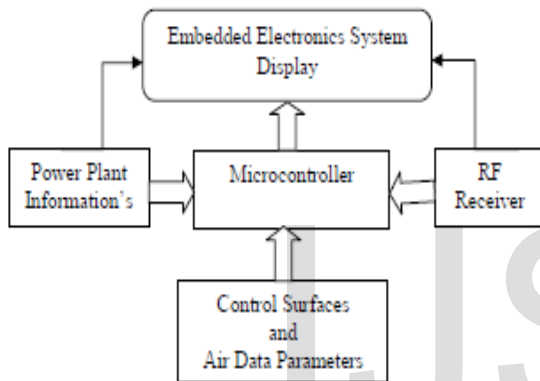 Embedded Electronics System
Display
Power Plant
Information's
Microcontroller
RF
Receiver
Control Surfaces
and
Air Data Parameters